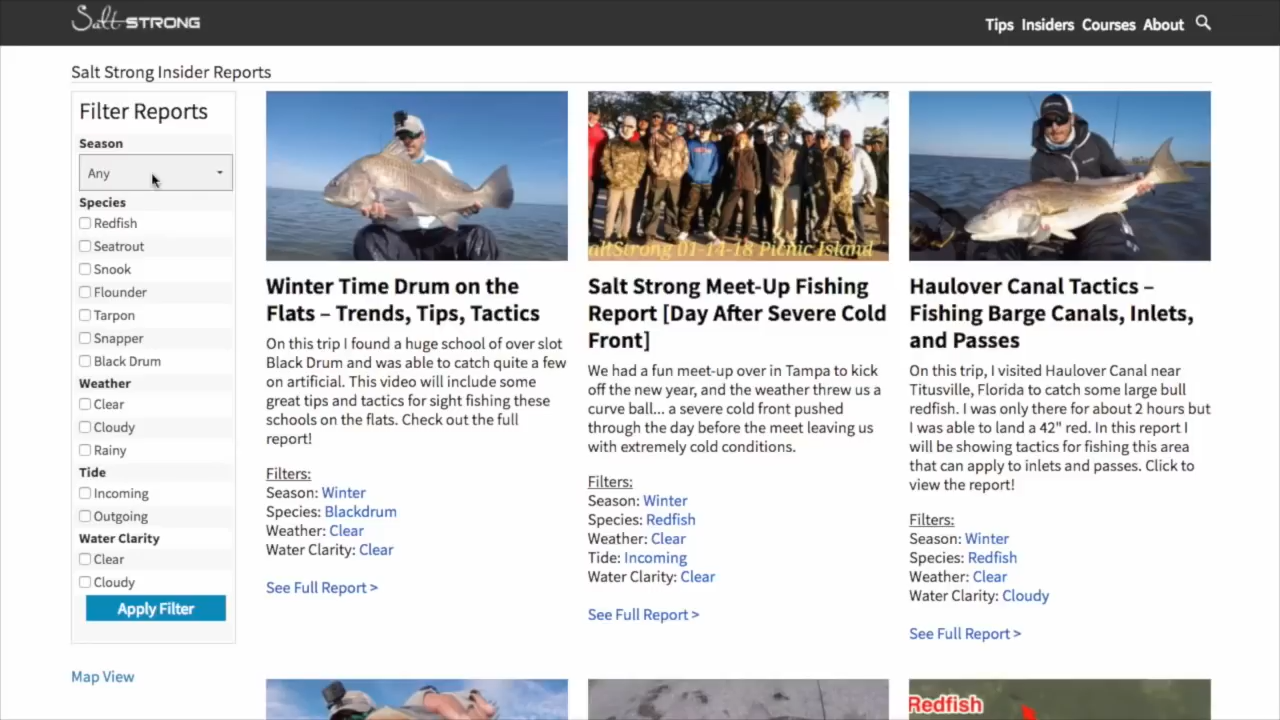 Salt STRONG
Tips Insiders Courses About
Salt Strong Insider Reports
Filter Reports
Season
Any
Species
Redfish
Seatrout
Snook
Flounder
Tarpon
Snapper
Black Drum
Weather
Clear
Cloudy
Rainy
Tide
Incoming
Outgoing
Water Clarity
Clear
Cloudy
Apply Filter
Map View
Winter Time Drum on the
Flats – Trends, Tips, Tactics
On this trip I found a huge school of over slot
Black Drum and was able to catch quite a few
on artificial. This video will include some
great tips and tactics for sight fishing these
schools on the flats. Check out the full
report!
Filters:
Season: Winter
Species: Blackdrum
Weather: Clear
Water Clarity: Clear
See Full Report >
altStrong 01-14-18 Picnic Island
Salt Strong Meet-Up Fishing
Report [Day After Severe Cold
Front]
We had a fun meet-up over in Tampa to kick
off the new year, and the weather threw us a
curve ball... a severe cold front pushed
through the day before the meet leaving us
with extremely cold conditions.
Filters:
Season: Winter
Species: Redfish
Weather: Clear
Tide: Incoming
Water Clarity: Clear
See Full Report >
Haulover Canal Tactics –
Fishing Barge Canals, Inlets,
and Passes
On this trip, I visited Haulover Canal near
Titusville, Florida to catch some large bull
redfish. I was only there for about 2 hours but
I was able to land a 42" red. In this report I
will be showing tactics for fishing this area
that can apply to inlets and passes. Click to
view the report!
Filters:
Season: Winter
Species: Redfish
Weather: Clear
Water Clarity: Cloudy
See Full Report >
Redfish